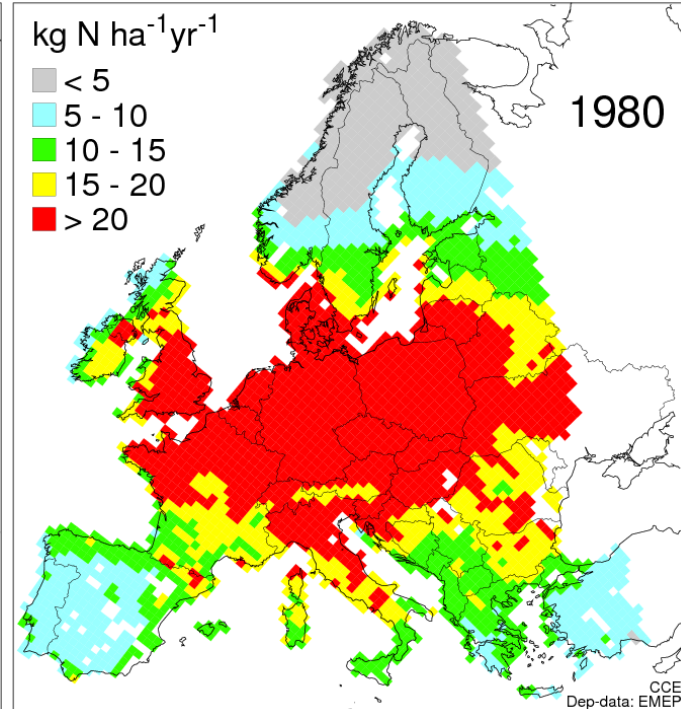 kg N ha⁻¹yr⁻¹
< 5
5 - 10
10 - 15
15 - 20
> 20
1980
CCE
Dep-data: EMEP